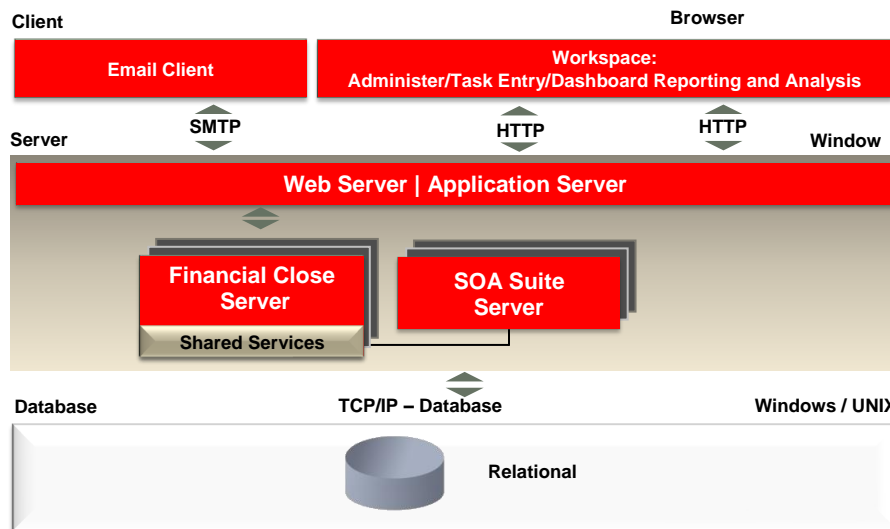 Client
Browser
Email Client
Workspace:
Administer/Task Entry/Dashboard Reporting and Analysis
SMTP
HTTP
HTTP
Server
Window
Web Server | Application Server
Financial Close
Server
SOA Suite
Server
Shared Services
Database
TCP/IP – Database
Windows / UNIX
Relational